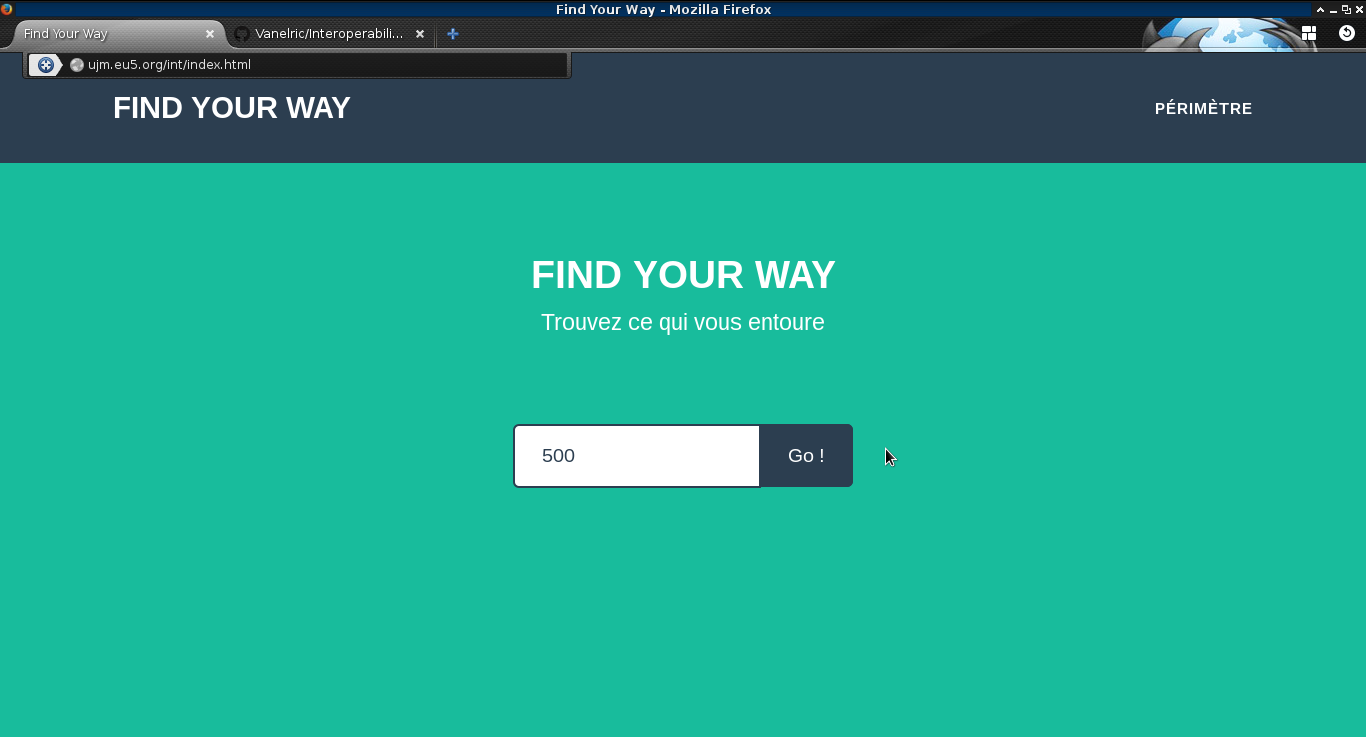 Find Your Way - Mozilla Firefox
Find Your Way
Vanelric/Interoperabili...
ujm.eu5.org/int/index.html
FIND YOUR WAY
PÉRIMÈTRE
FIND YOUR WAY
Trouvez ce qui vous entoure
500
Go !